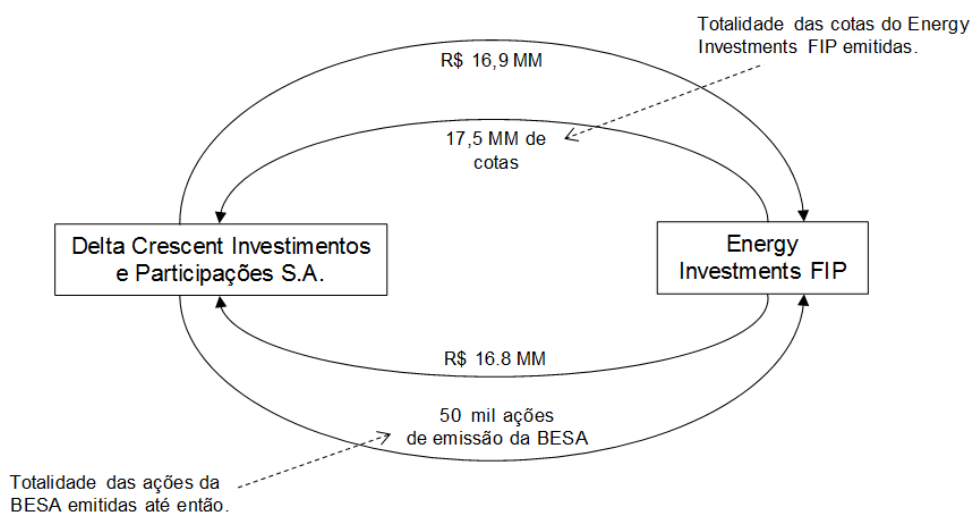 Totalidade das cotas do Energy
Investments FIP emitidas.
R$ 16,9 MM
17,5 MM de
cotas
Delta Crescent Investimentos
e Participações S.A.
Energy
Investments FIP
R$ 16.8 MM
50 mil ações
de emissão da BESA
Totalidade das ações da
BESA emitidas até então.